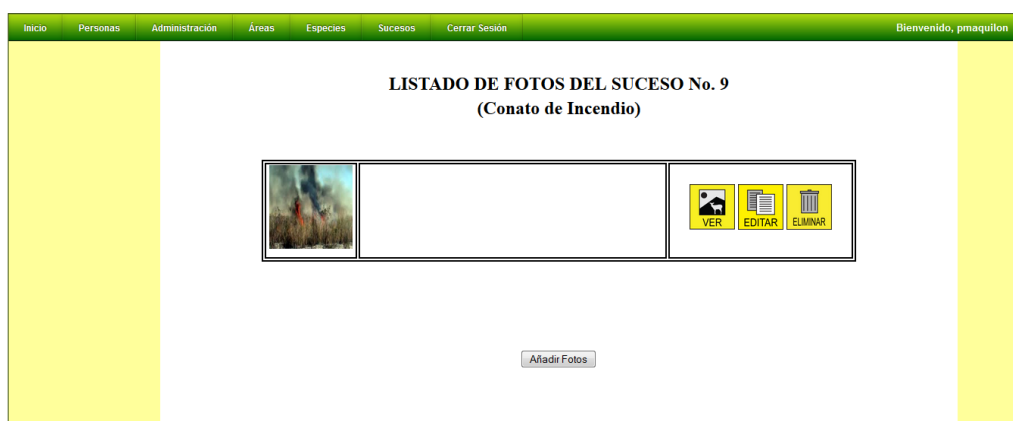 Inicio Personas Administración Áreas Especies Sucesos Cerrar Sesión Bienvenido, pmaquilon
LISTADO DE FOTOS DEL SUCESO No. 9
(Conato de Incendio)
VER EDITAR ELIMINAR
Añadir Fotos